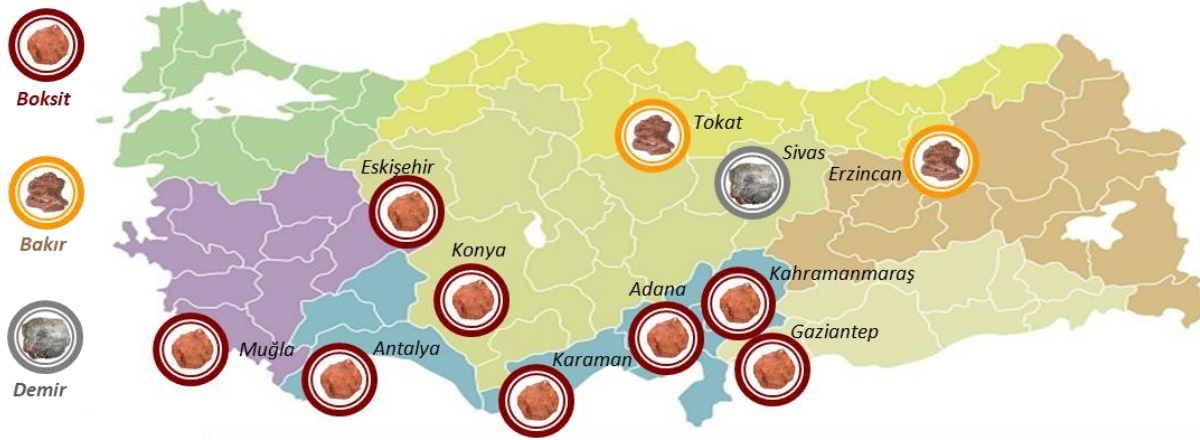 Boksit
Bakır
Demir
Tokat
Sivas
Eskişehir
Erzincan
Konya
Kahramanmaraş
Adana
Gaziantep
Muğla
Antalya
Karaman